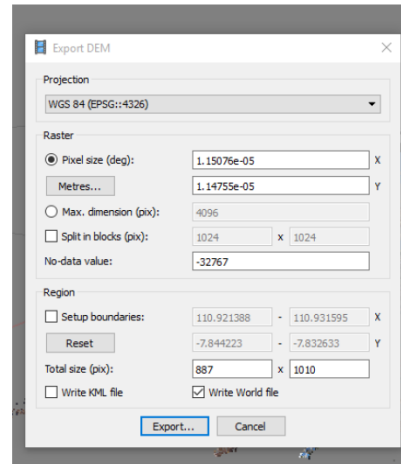 Export DEM
Projection
WGS 84 (EPSG::4326)
Raster
Pixel size (deg): 1.15076e-05 X
Metres... 1.14755e-05 Y
Max. dimension (pix): 4096
Split in blocks (pix): 1024 x 1024
No-data value: -32767
Region
Setup boundaries: 110.921388 - 110.931595 X
Reset -7.844223 - -7.832633 Y
Total size (pix): 887 x 1010
Write KML file Write World file
Export... Cancel